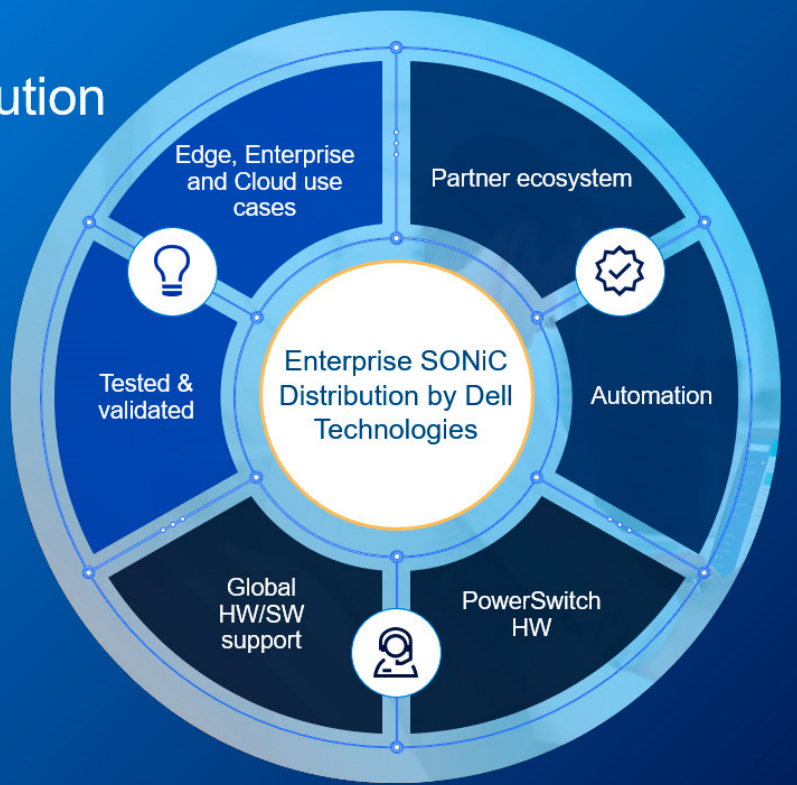 ution
Edge, Enterprise
and Cloud use
cases
Partner ecosystem
Tested &
validated
Enterprise SONiC
Distribution by Dell
Technologies
Automation
Global
HW/SW
support
PowerSwitch
HW